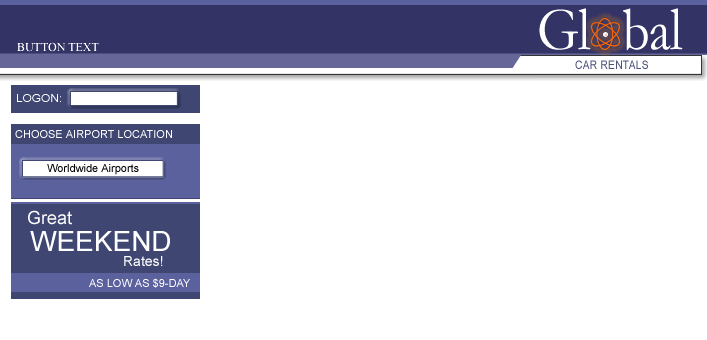 Global
BUTTON TEXT
CAR RENTALS
LOGON:
CHOOSE AIRPORT LOCATION
Worldwide Airports
Great
WEEKEND
Rates!
AS LOW AS $9-DAY